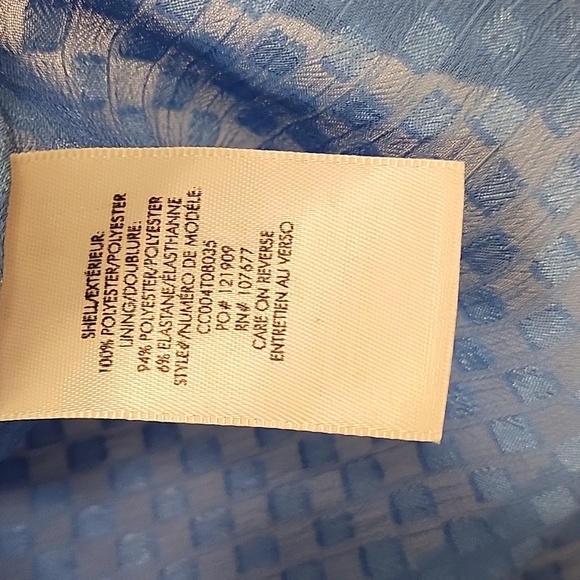 SHELL/EXTÉRIEUR:
100% POLYESTER/POLYESTER
LINING/DOUBLURE:
94% POLYESTER/POLYESTER
6% ELASTANE/ÉLASTHANNE
STYLE#/NUMÉRO DE MODÈLE:
CC004T08035
PO# 121909
RN# 107677
CARE ON REVERSE
ENTRETIEN AU VERSO